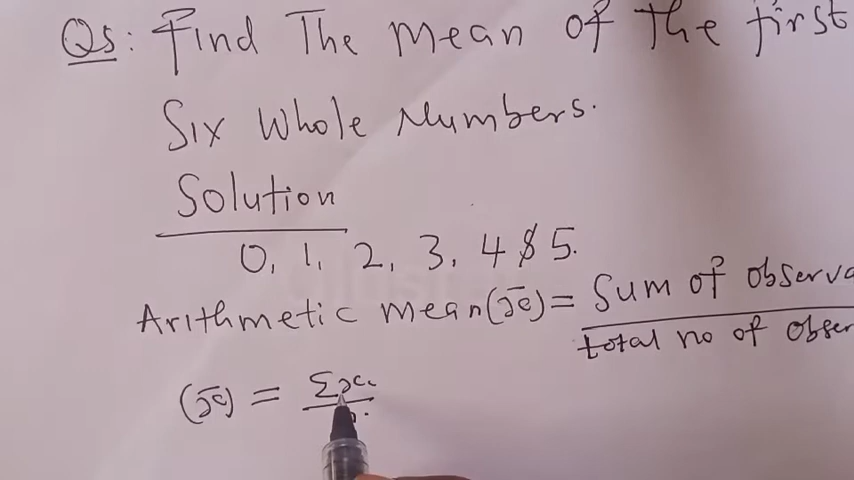 Q5: Find The mean of the first
Six Whole Numbers.
Solution
0, 1, 2, 3, 4 $ 5.
Arithmetic mean (x̄) = Sum of observa
total no of obser
(x̄) = Σx